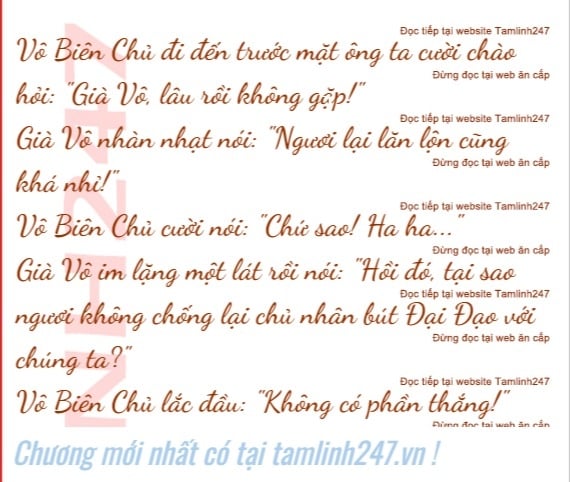 Đọc tiếp tại website Tamlinh247
Vô Biên Chủ đi đến trước mặt ông ta cười chào
Đừng đọc tại web ăn cắp
hỏi: "Già Vô, lâu rồi không gặp!"
Đọc tiếp tại website Tamlinh247
Già Vô nhàn nhạt nói: "Ngươi lại lăn lộn cũng
Đừng đọc tại web ăn cắp
khá nhỉ!"
Đọc tiếp tại website Tamlinh247
Vô Biên Chủ cười nói: "Chứ sao! Ha ha..."
Đừng đọc tại web ăn cắp
Già Vô im lặng một lát rồi nói: "Hồi đó, tại sao
Đọc tiếp tại website Tamlinh247
ngươi không chống lại chủ nhân bút Đại Đạo với
Đừng đọc tại web ăn cắp
chúng ta?"
Đọc tiếp tại website Tamlinh247
Vô Biên Chủ lắc đầu: "Không có phần thắng!"
Đừng đọc tại web ăn cắp
NH247
Chương mới nhất có tại tamlinh247.vn !